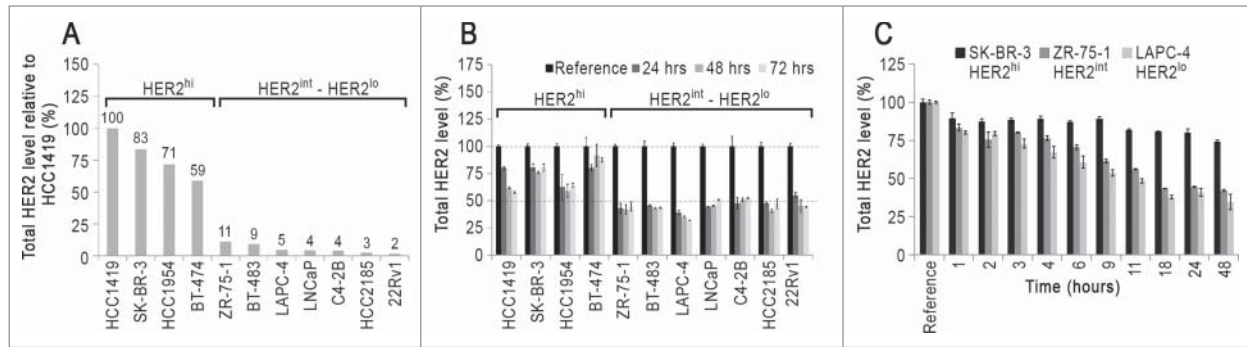 A
Total HER2 level relative to
HCC1419 (%)
150
125
100
75
50
25
0
HER2hi
HER2int - HER2lo
100
83
71
59
11
9
5
4
4
3
2
HCC1419
SK-BR-3
HCC1954
BT-474
ZR-75-1
BT-483
LAPC-4
LNCaP
C4-2B
HCC2185
22Rv1
B
Total HER2 level (%)
175
150
125
100
75
50
25
0
Reference 24 hrs 48 hrs 72 hrs
HER2hi
HER2int - HER2lo
HCC1419
SK-BR-3
HCC1954
BT-474
ZR-75-1
BT-483
LAPC-4
LNCaP
C4-2B
HCC2185
22Rv1
C
Total HER2 level (%)
150
125
100
75
50
25
0
SK-BR-3 ZR-75-1 LAPC-4
HER2hi HER2int HER2lo
Reference
1
2
3
4
6
9
11
18
24
48
Time (hours)